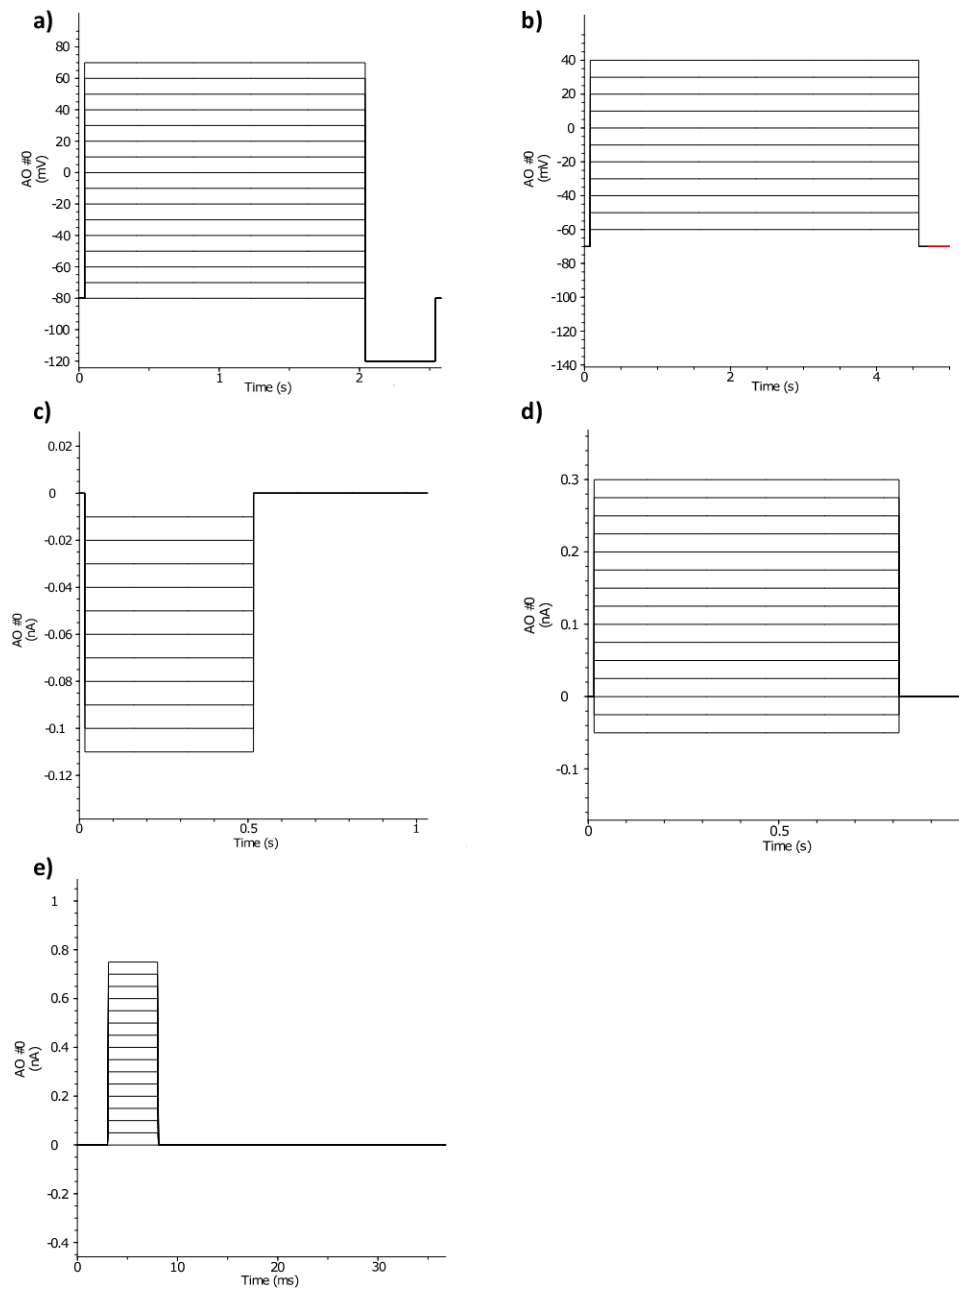 a)
80
60
40
20
0
-20
-40
-60
-80
-100
-120
AO #0
(mV)
0
1
2
Time (s)
b)
40
20
0
-20
-40
-60
-80
-100
-120
-140
AO #0
(mV)
0
2
4
Time (s)
c)
0.02
0
-0.02
-0.04
-0.06
-0.08
-0.1
-0.12
AO #0
(nA)
0
0.5
1
Time (s)
d)
0.3
0.2
0.1
0
-0.1
AO #0
(nA)
0
0.5
Time (s)
e)
1
0.8
0.6
0.4
0.2
0
-0.2
-0.4
AO #0
(nA)
0
10
20
30
Time (ms)